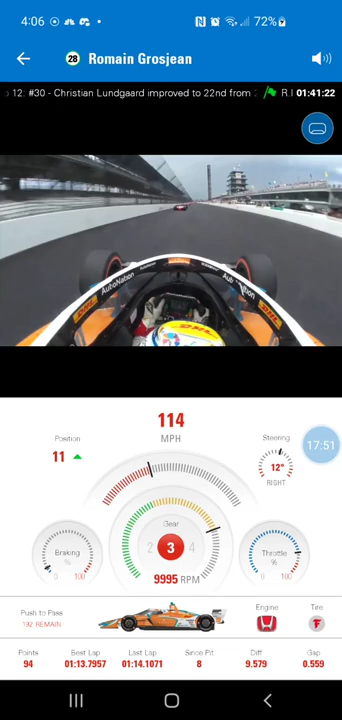 4:06
72%
28 Romain Grosjean
12: #30 - Christian Lundgaard improved to 22nd from
R.I 01:41:22
AutoNation
DHL
DHL
DHL
114
MPH
Position
11
Steering
12°
RIGHT
17:51
Gear
2 3 4
Braking
%
0 100
Throttle
%
0 100
9995 RPM
Push to Pass
192 REMAIN
Engine
Tire
Points
94
Best Lap
01:13.7957
Last Lap
01:14.1071
Since Pit
8
Diff
9.579
Gap
0.559